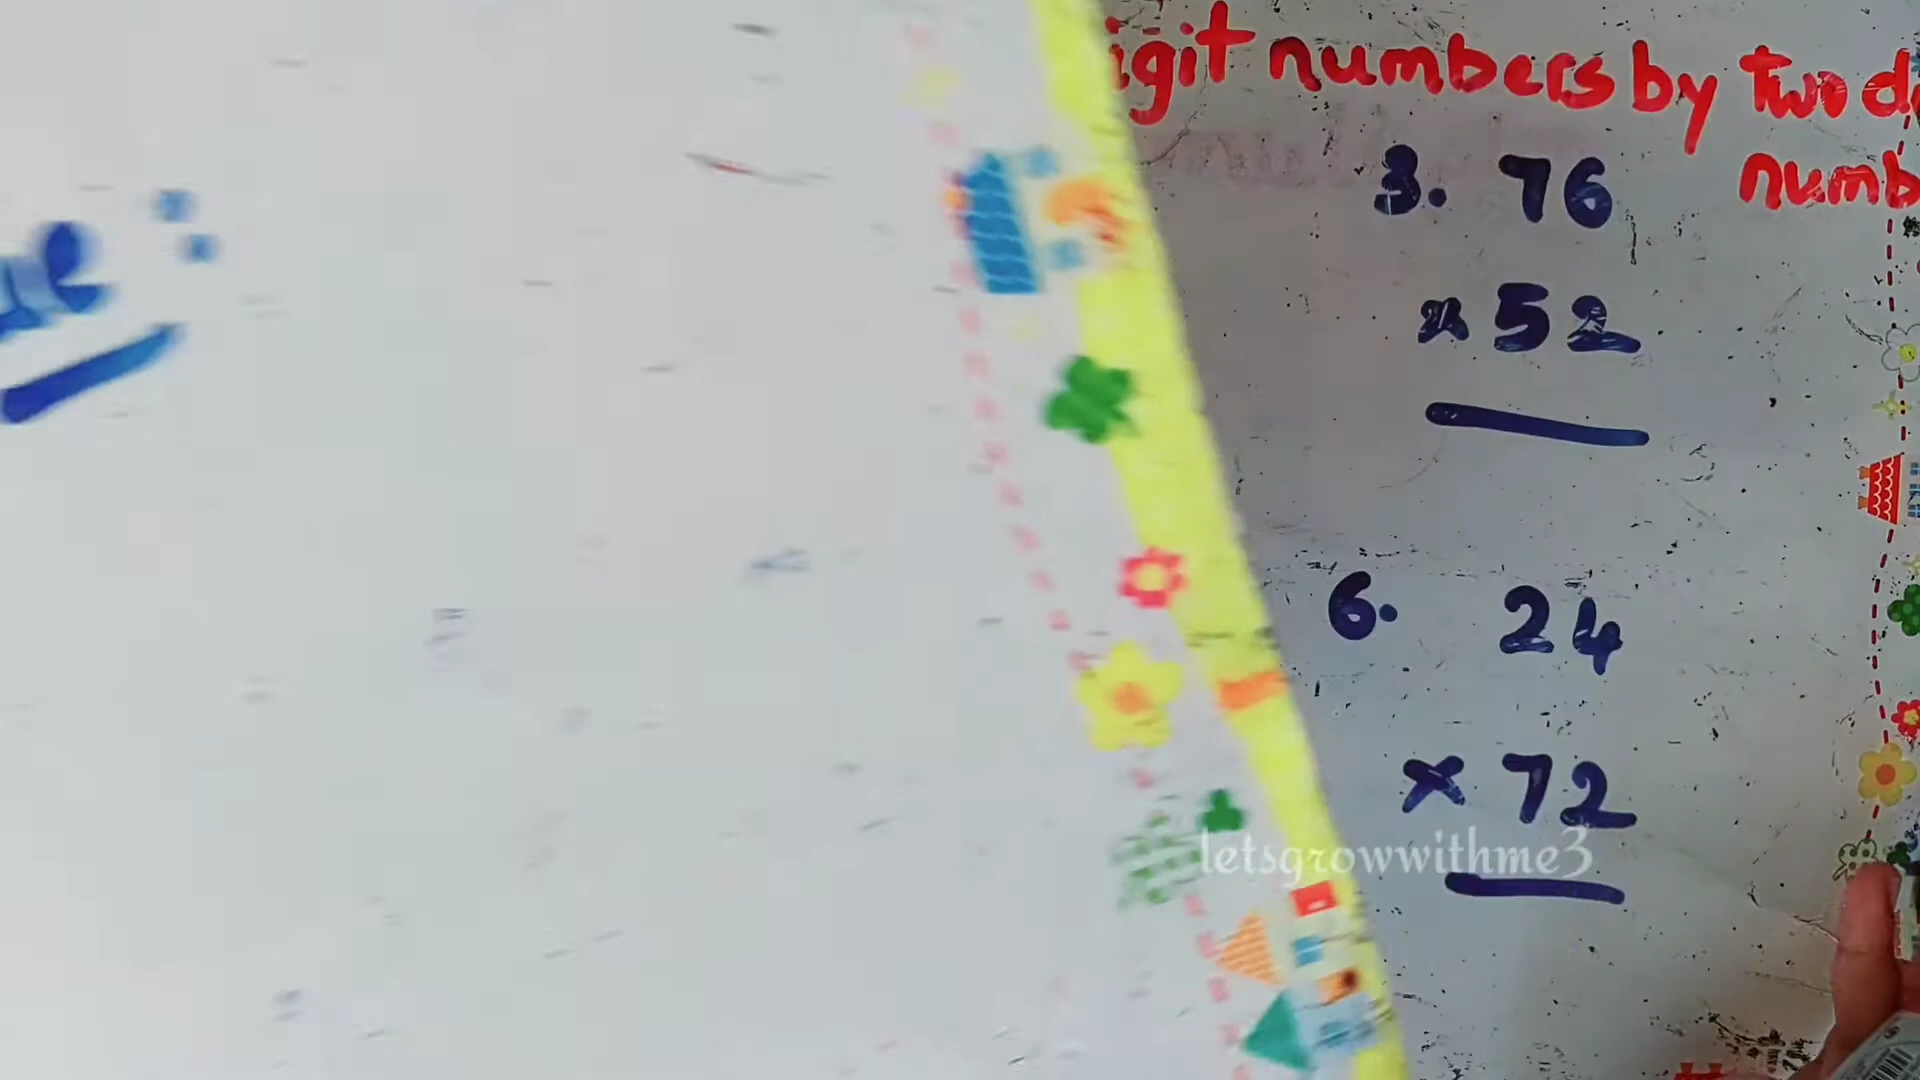 igit numbers by two d
numb
3. 76
x 52
6. 24
x 72
letsgrowwithme3